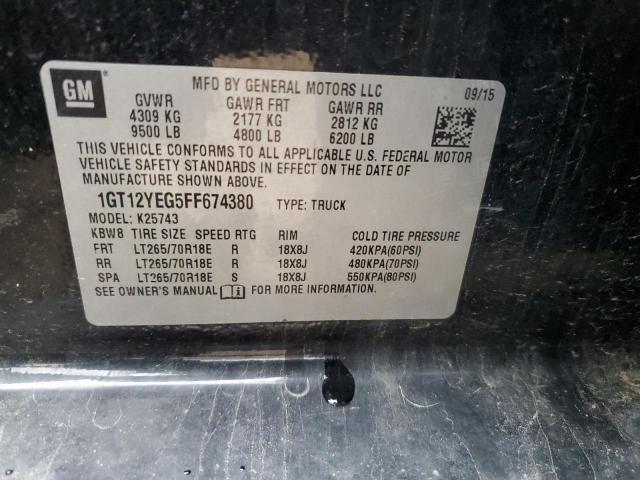 GM
MFD BY GENERAL MOTORS LLC
09/15
GVWR GAWR FRT GAWR RR
4309 KG 2177 KG 2812 KG
9500 LB 4800 LB 6200 LB
THIS VEHICLE CONFORMS TO ALL APPLICABLE U.S. FEDERAL MOTOR
VEHICLE SAFETY STANDARDS IN EFFECT ON THE DATE OF
MANUFACTURE SHOWN ABOVE.
1GT12YEG5FF674380 TYPE: TRUCK
MODEL: K25743
KBW8 TIRE SIZE SPEED RTG RIM COLD TIRE PRESSURE
FRT LT265/70R18E R 18X8J 420KPA(60PSI)
RR LT265/70R18E R 18X8J 480KPA(70PSI)
SPA LT265/70R18E S 18X8J 550KPA(80PSI)
SEE OWNER'S MANUAL FOR MORE INFORMATION.